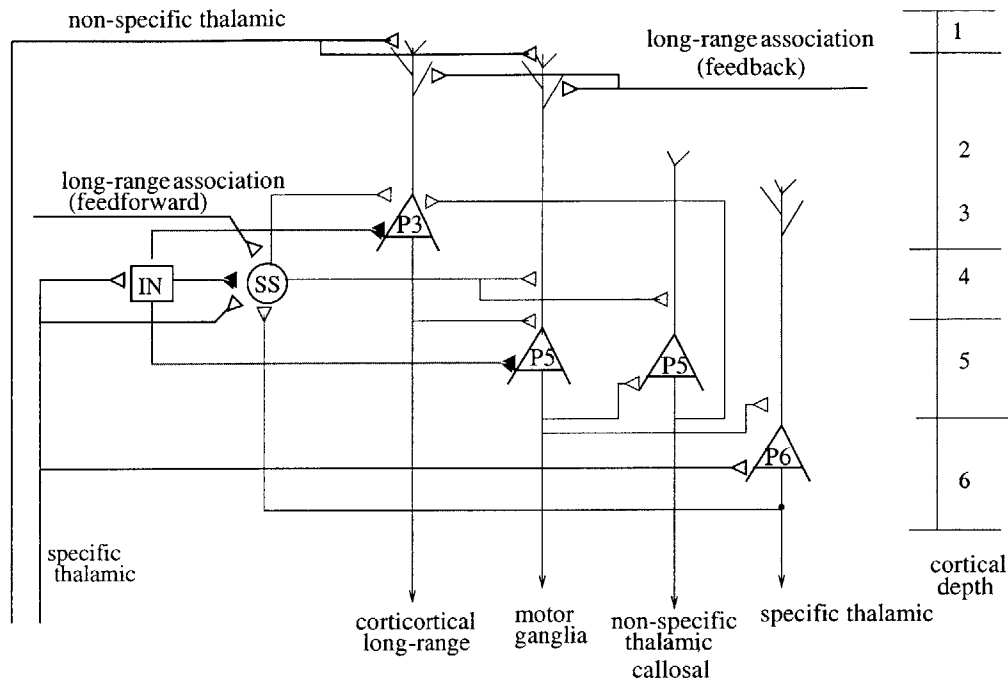 non-specific thalamic
1
long-range association
(feedback)
2
long-range association
(feedforward)
3
P3
IN
SS
4
P5
P5
5
P6
6
specific
thalamic
cortical
depth
corticortical
long-range
motor
ganglia
non-specific
thalamic
callosal
specific thalamic